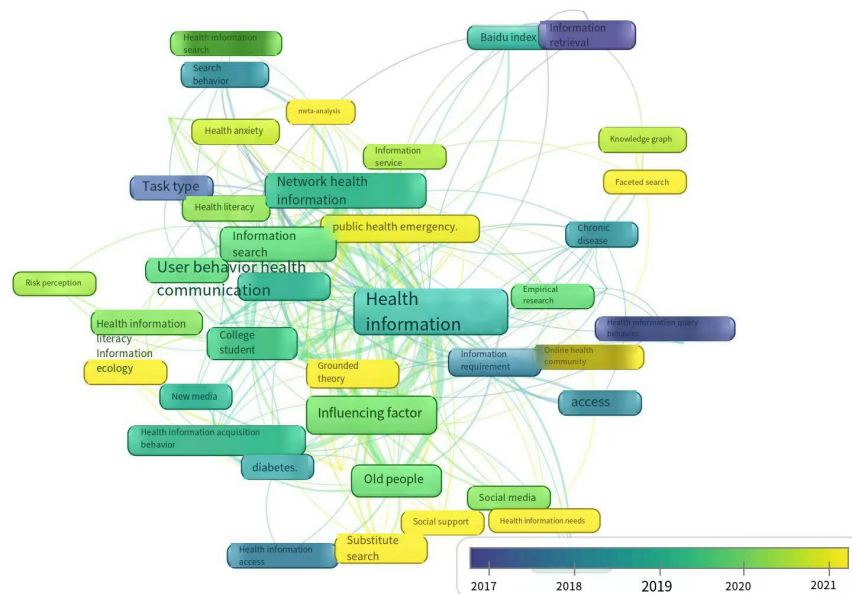 Health information
search
Baidu index
Information
retrieval
Search
behavior
meta-analysis
Health anxiety
Knowledge graph
Information
service
Task type
Network health
information
Faceted search
Health literacy
public health emergency.
Chronic
disease
Information
search
User behavior health
communication
Risk perception
Health
information
Empirical
research
Health information
literacy
Information
ecology
College
student
Health information query
behavior
Information
requirement
Online health
community
Grounded
theory
New media
access
Influencing factor
Health information acquisition
behavior
diabetes.
Old people
Social media
Social support
Health information needs
Health information
access
Substitute
search
2017
2018
2019
2020
2021